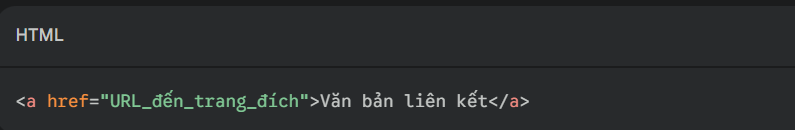 HTML
<a href="URL_đến_trang_đích">Văn bản liên kết</a>